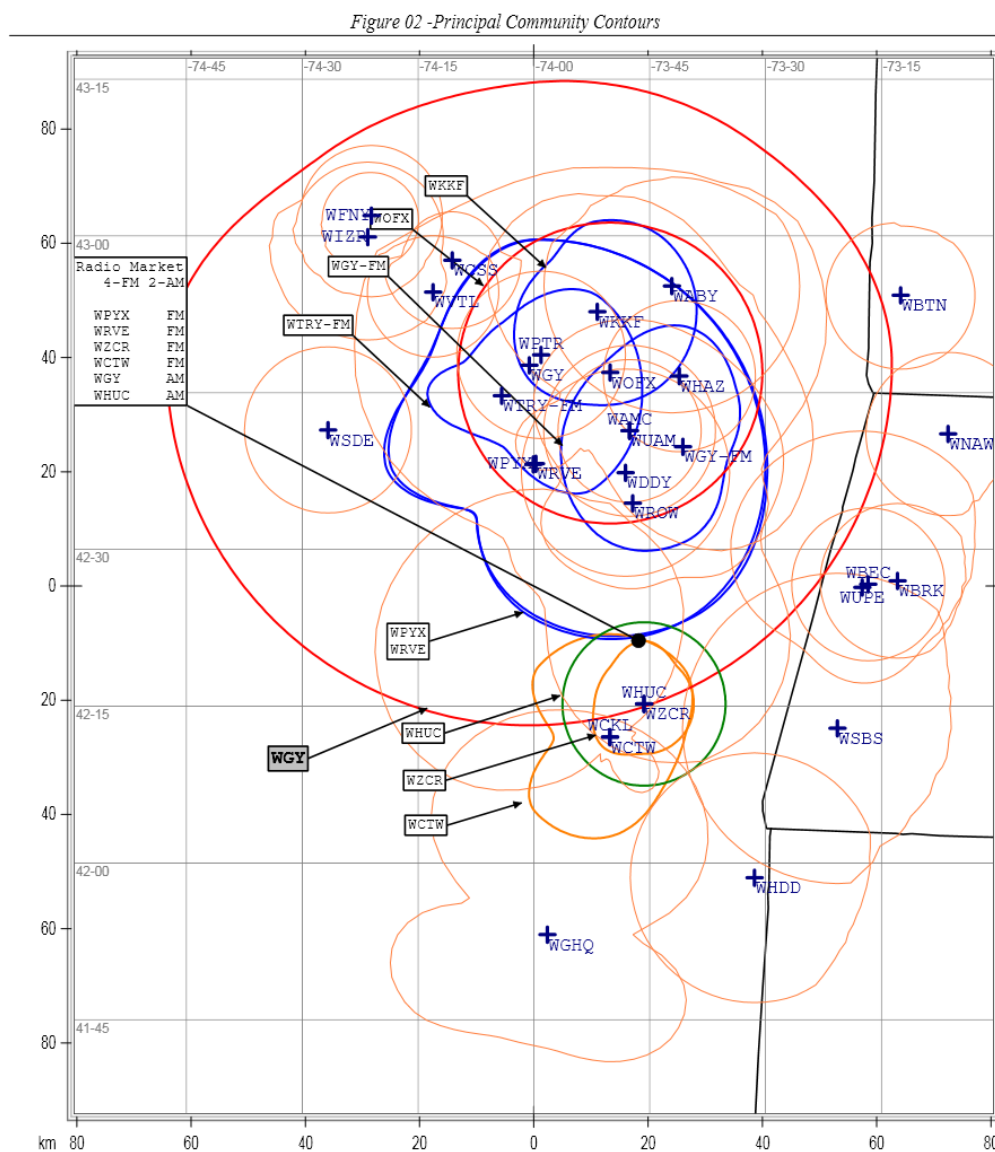 Figure 02 -Principal Community Contours
-74-45
-74-30
-74-15
-74-00
-73-45
-73-30
-73-15
43-15
80
WKKF
WFNY
WOFX
60
WIZR
43-00
WGY-FM
WCSS
Radio Market
4-FM 2-AM
WPYX FM
WRVE FM
WZCR FM
WCTW FM
WGY AM
WHUC AM
WVTL
WABY
WBTN
WTRY-FM
WKKF
WPTR
40
WGY
WOFX
WHAZ
WTRY-FM
WSDE
WAMC
WUAM
WNAW
WGY-FM
WPYX
WRVE
20
WDDY
WROW
42-30
0
WBEC
WUPE
WBRK
WPYX
WRVE
WHUC
20
42-15
WZCR
WHUC
WCKL
WCTW
WSBS
WGY
WZCR
40
WCTW
42-00
WHDD
60
WGHQ
41-45
80
km 80 60 40 20 0 20 40 60 80